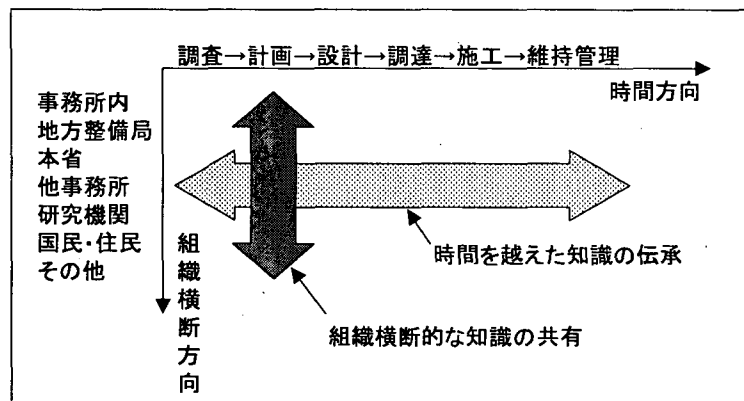 調査→計画→設計→調達→施工→維持管理
時間方向
事務所内
地方整備局
本省
他事務所
研究機関
国民・住民
その他
組織横断方向
時間を越えた知識の伝承
組織横断的な知識の共有